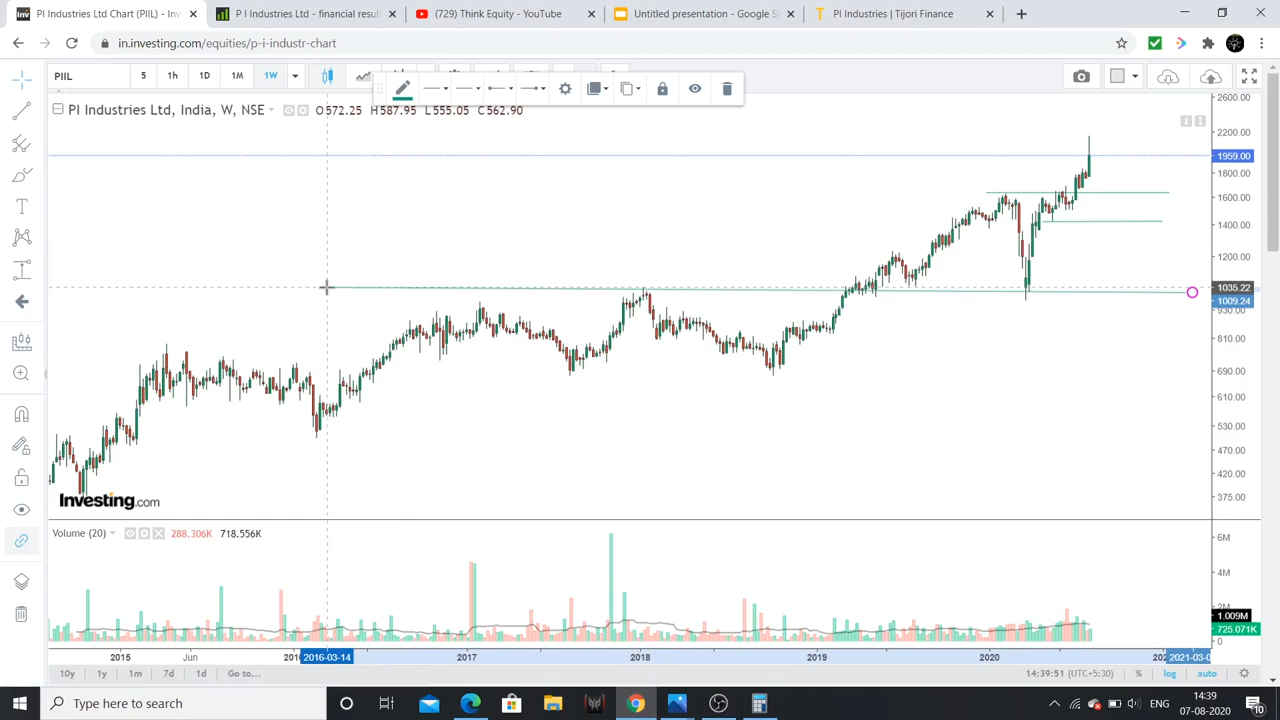 PI Industries Ltd Chart (PIIL) - Inv
P I Industries Ltd - financial resul
(729) Think Equity - YouTube
Untitled presentation - Google S
PI Industries | Tijori Finance
in.investing.com/equities/p-i-industr-chart
PIIL
5
1h
1D
1M
1W
PI Industries Ltd, India, W, NSE
O572.25 H587.95 L555.05 C562.90
2600.00
2200.00
1959.00
1800.00
1600.00
1400.00
1200.00
1035.22
1009.24
930.00
810.00
690.00
610.00
530.00
470.00
420.00
375.00
Investing.com
Volume (20)
288.306K 718.556K
6M
4M
2M
1.009M
725.071K
0
2015
Jun
2016-03-14
2017
2018
2019
2020
2021-03-0
10y
1y
1m
7d
1d
Go to...
14:39:51 (UTC+5:30)
%
log
auto
Type here to search
ENG
14:39
07-08-2020
10